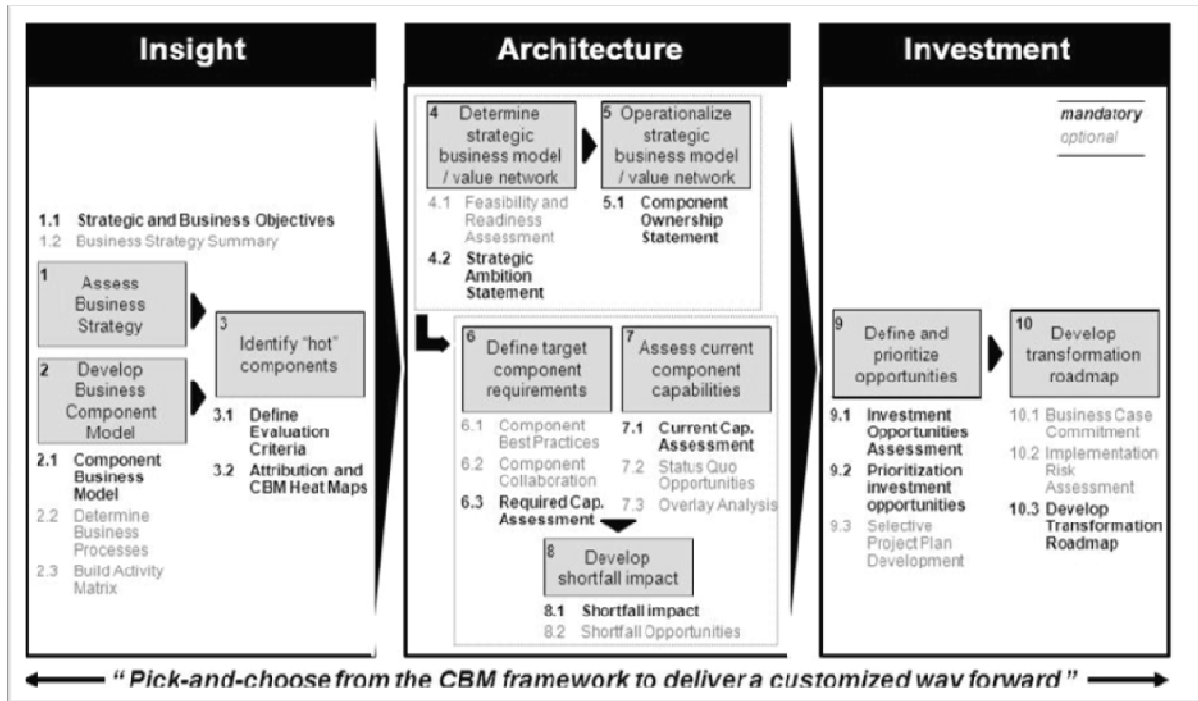 Insight
1.1 Strategic and Business Objectives
1.2 Business Strategy Summary
1
Assess
Business
Strategy
2
Develop
Business
Component
Model
2.1 Component
Business
Model
2.2 Determine
Business
Processes
2.3 Build Activity
Matrix
3
Identify "hot"
components
3.1 Define
Evaluation
Criteria
3.2 Attribution and
CBM Heat Maps
Architecture
4
Determine
strategic
business model
/ value network
4.1 Feasibility and
Readiness
Assessment
4.2 Strategic
Ambition
Statement
5
Operationalize
strategic
business model
/ value network
5.1 Component
Ownership
Statement
6
Define target
component
requirements
6.1 Component
Best Practices
6.2 Component
Collaboration
6.3 Required Cap.
Assessment
7
Assess current
component
capabilities
7.1 Current Cap.
Assessment
7.2 Status Quo
Opportunities
7.3 Overlay Analysis
8
Develop
shortfall impact
8.1 Shortfall impact
8.2 Shortfall Opportunities
Investment
mandatory
optional
9
Define and
prioritize
opportunities
9.1 Investment
Opportunities
Assessment
9.2 Prioritization
investment
opportunities
9.3 Selective
Project Plan
Development
10
Develop
transformation
roadmap
10.1 Business Case
Commitment
10.2 Implementation
Risk
Assessment
10.3 Develop
Transformation
Roadmap
" Pick-and-choose from the CBM framework to deliver a customized way forward "